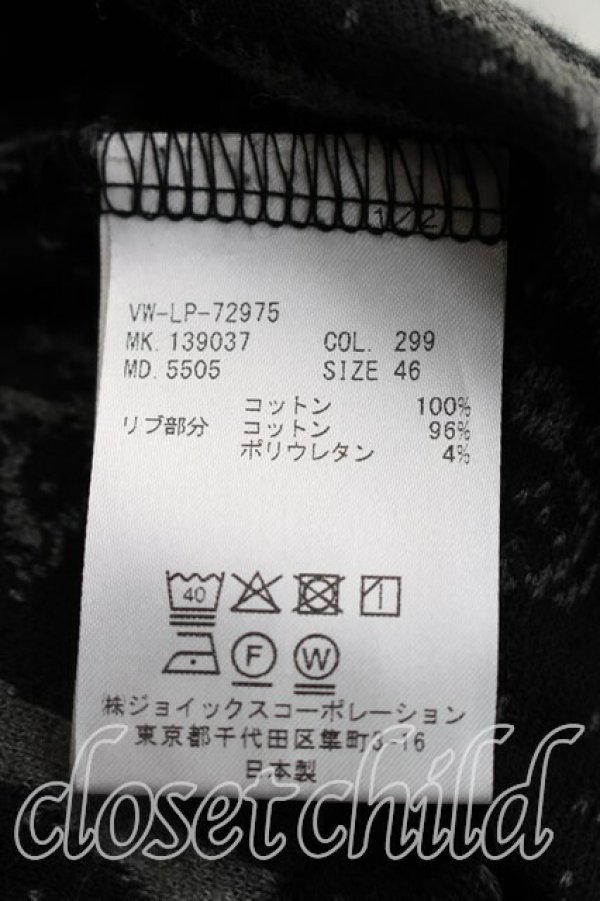 1/2
VW-LP-72975
MK. 139037 COL. 299
MD. 5505 SIZE 46
コットン 100%
リブ部分 コットン 96%
ポリウレタン 4%
40
F W
㈱ジョイックスコーポレーション
東京都千代田区隼町3-16
日本製
closet child